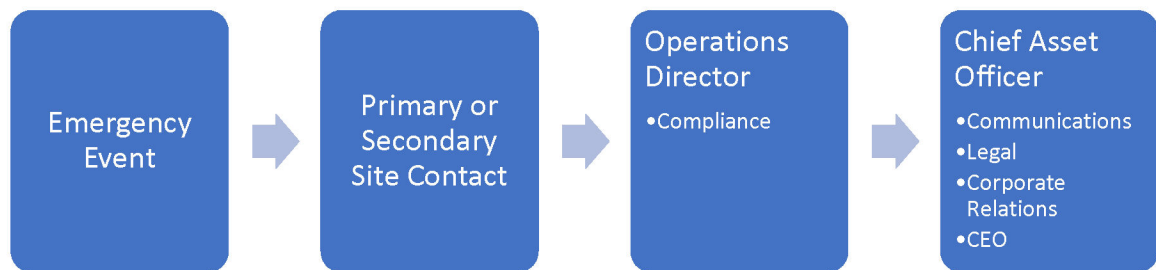 Emergency
Event
Primary or
Secondary
Site Contact
Operations
Director
•Compliance
Chief Asset
Officer
•Communications
•Legal
•Corporate
Relations
•CEO